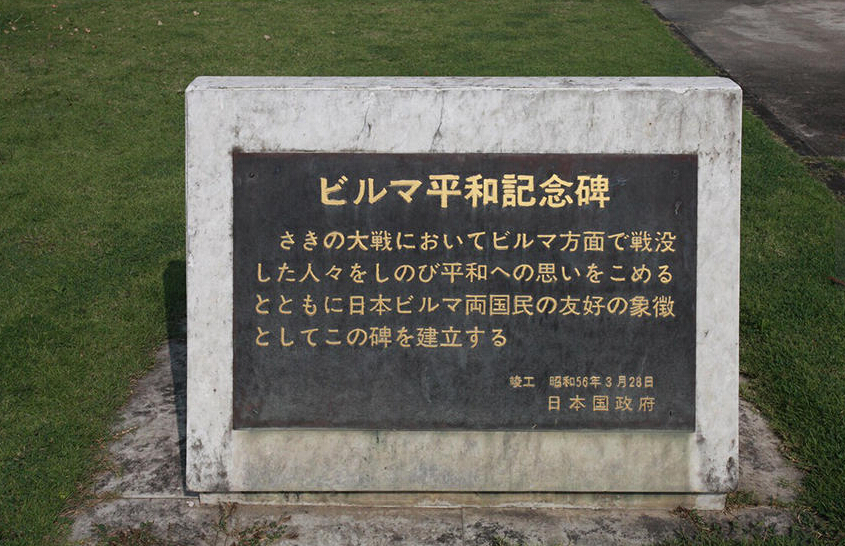 ビルマ平和記念碑
さきの大戦においてビルマ方面で戦没
した人々をしのび平和への思いをこめる
とともに日本ビルマ両国民の友好の象徴
としてこの碑を建立する
竣工 昭和56年3月28日
日本国政府